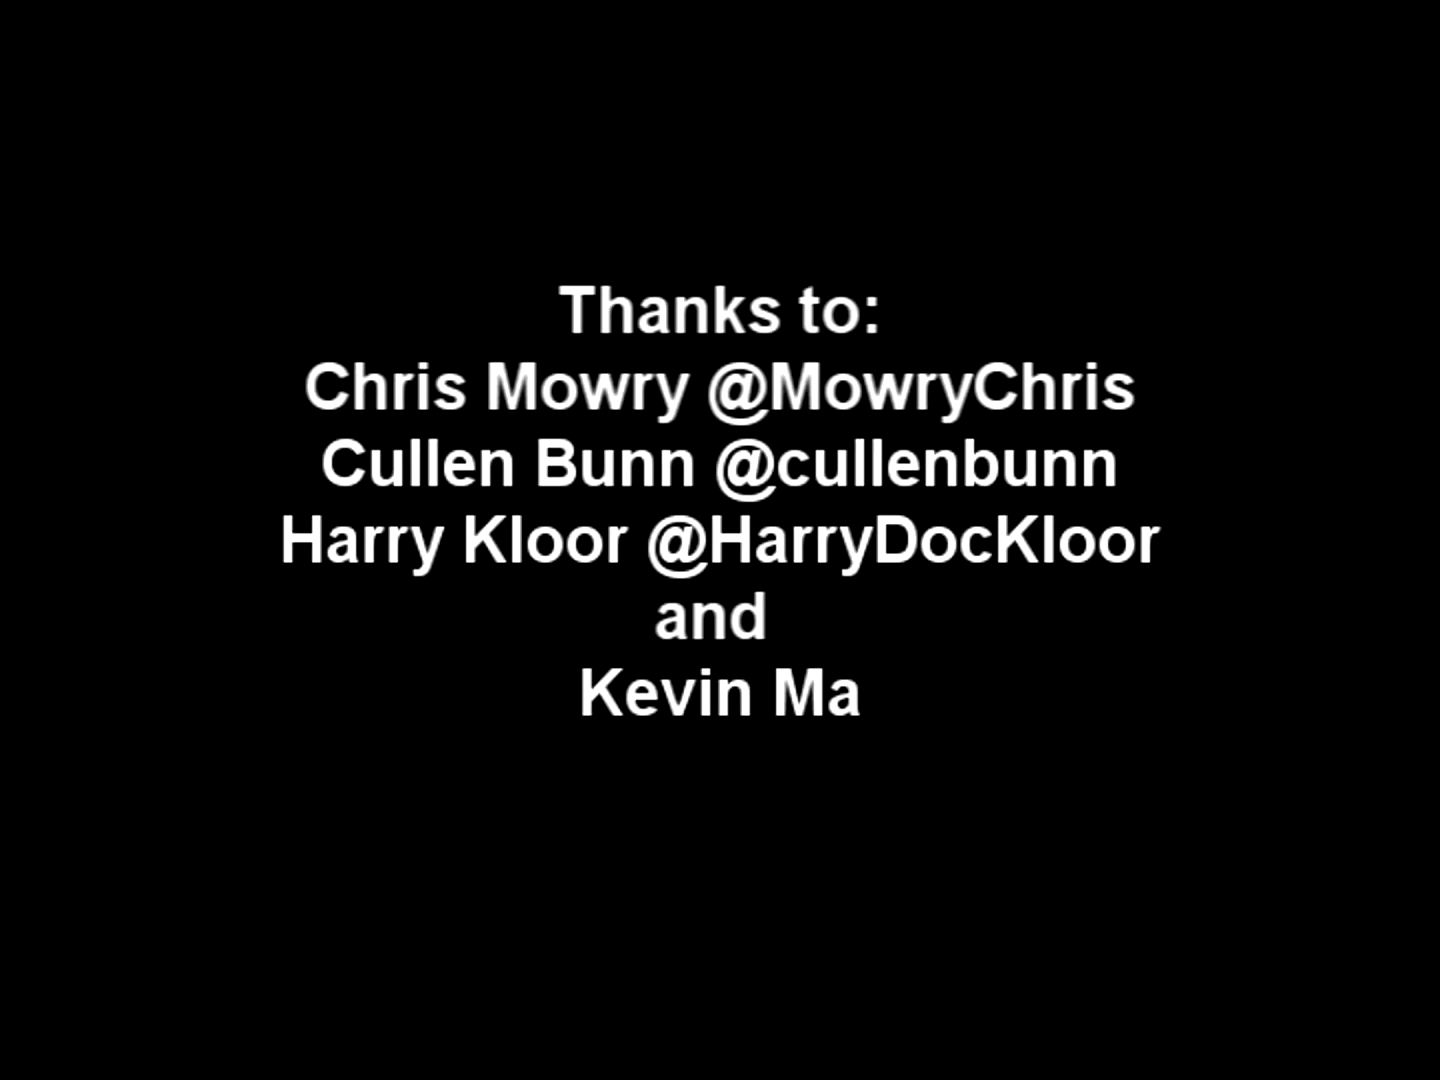 Thanks to:
Chris Mowry @MowryChris
Cullen Bunn @cullenbunn
Harry Kloor @HarryDocKloor
and
Kevin Ma